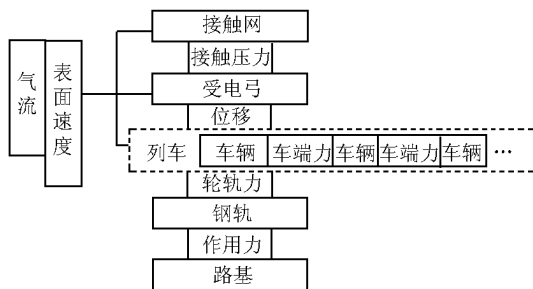 接触网
接触压力
气流
表面速度
受电弓
位移
列车 车辆 车端力 车辆 车端力 车辆 …
轮轨力
钢轨
作用力
路基